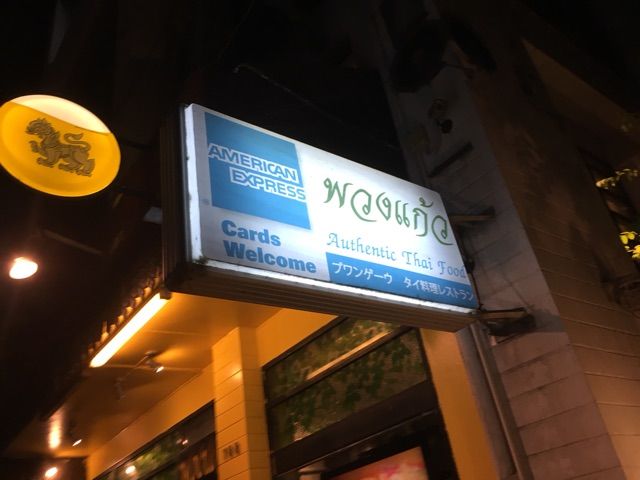 AMERICAN
EXPRESS
Cards
Welcome
พวงแก้ว
Authentic Thai Food
プワンゲーウ タイ料理レストラン